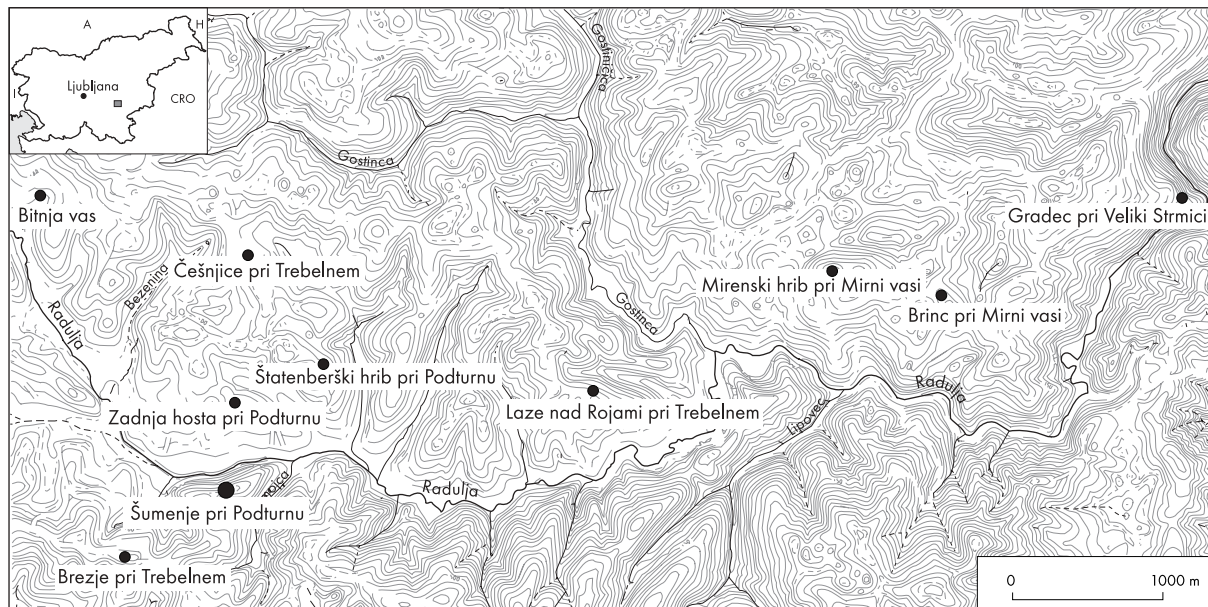 A
H
Ljubljana
I
CRO
Gostinčica
Gostinca
Bitnja vas
Gradec pri Veliki Strmici
Češnjice pri Trebelnem
Bezenina
Mirenski hrib pri Mirni vasi
Radulja
Brinc pri Mirni vasi
Gostinca
Štatenberški hrib pri Podturnu
Radulja
Zadnja hosta pri Podturnu
Laze nad Rojami pri Trebelnem
Lipovec
Radulja
Šumenje pri Podturnu
Brezje pri Trebelnem
0 1000 m